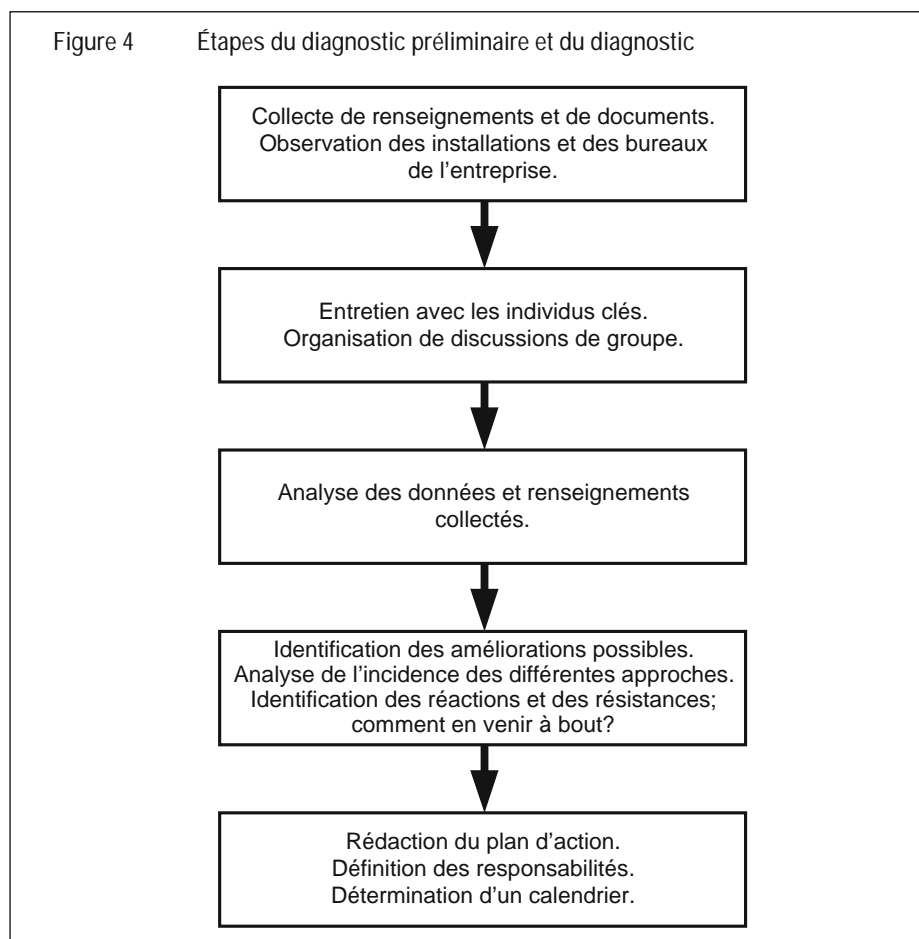 Figure 4 Étapes du diagnostic préliminaire et du diagnostic
Collecte de renseignements et de documents.
Observation des installations et des bureaux
de l'entreprise.
Entretien avec les individus clés.
Organisation de discussions de groupe.
Analyse des données et renseignements
collectés.
Identification des améliorations possibles.
Analyse de l'incidence des différentes approches.
Identification des réactions et des résistances;
comment en venir à bout?
Rédaction du plan d'action.
Définition des responsabilités.
Détermination d'un calendrier.